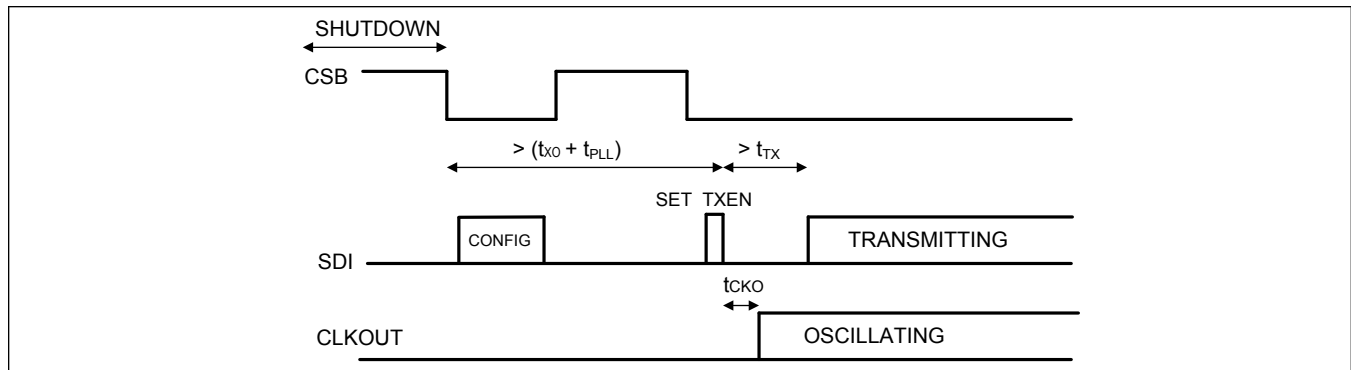 SHUTDOWN
CSB
> (tXO + tPLL)
> tTX
SET TXEN
CONFIG
TRANSMITTING
SDI
tCKO
CLKOUT
OSCILLATING